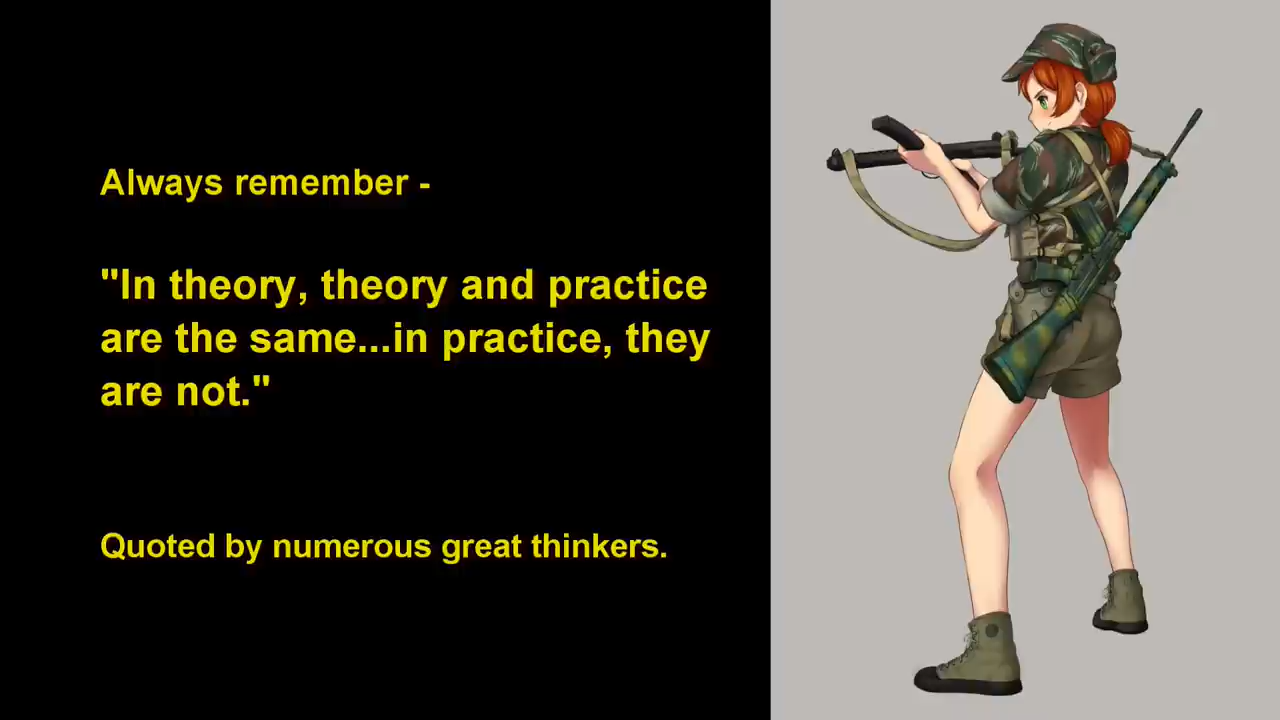 Always remember -
"In theory, theory and practice
are the same...in practice, they
are not."
Quoted by numerous great thinkers.